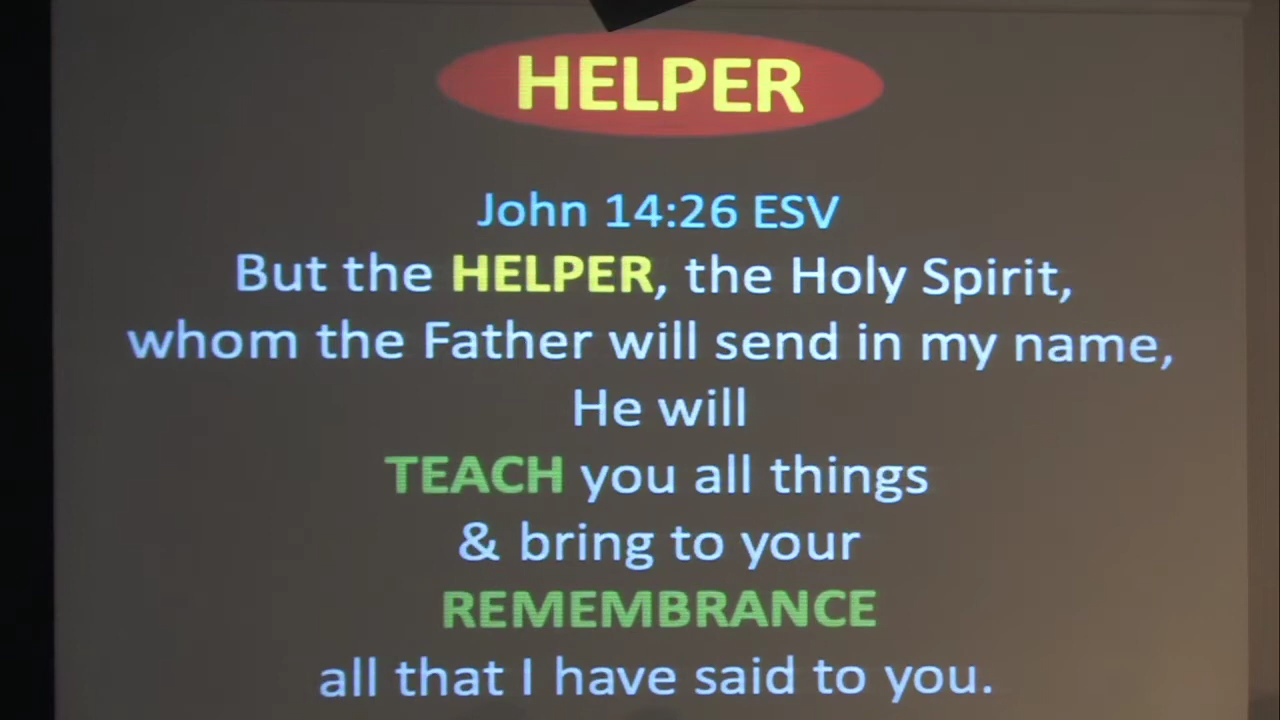 HELPER
John 14:26 ESV
But the HELPER, the Holy Spirit,
whom the Father will send in my name,
He will
TEACH you all things
& bring to your
REMEMBRANCE
all that I have said to you.